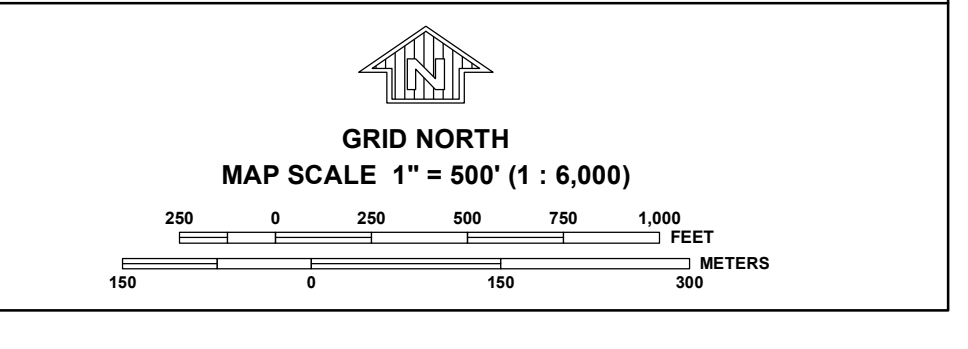 N
GRID NORTH
MAP SCALE 1" = 500' (1 : 6,000)
250 0 250 500 750 1,000
FEET
METERS
150 0 150 300